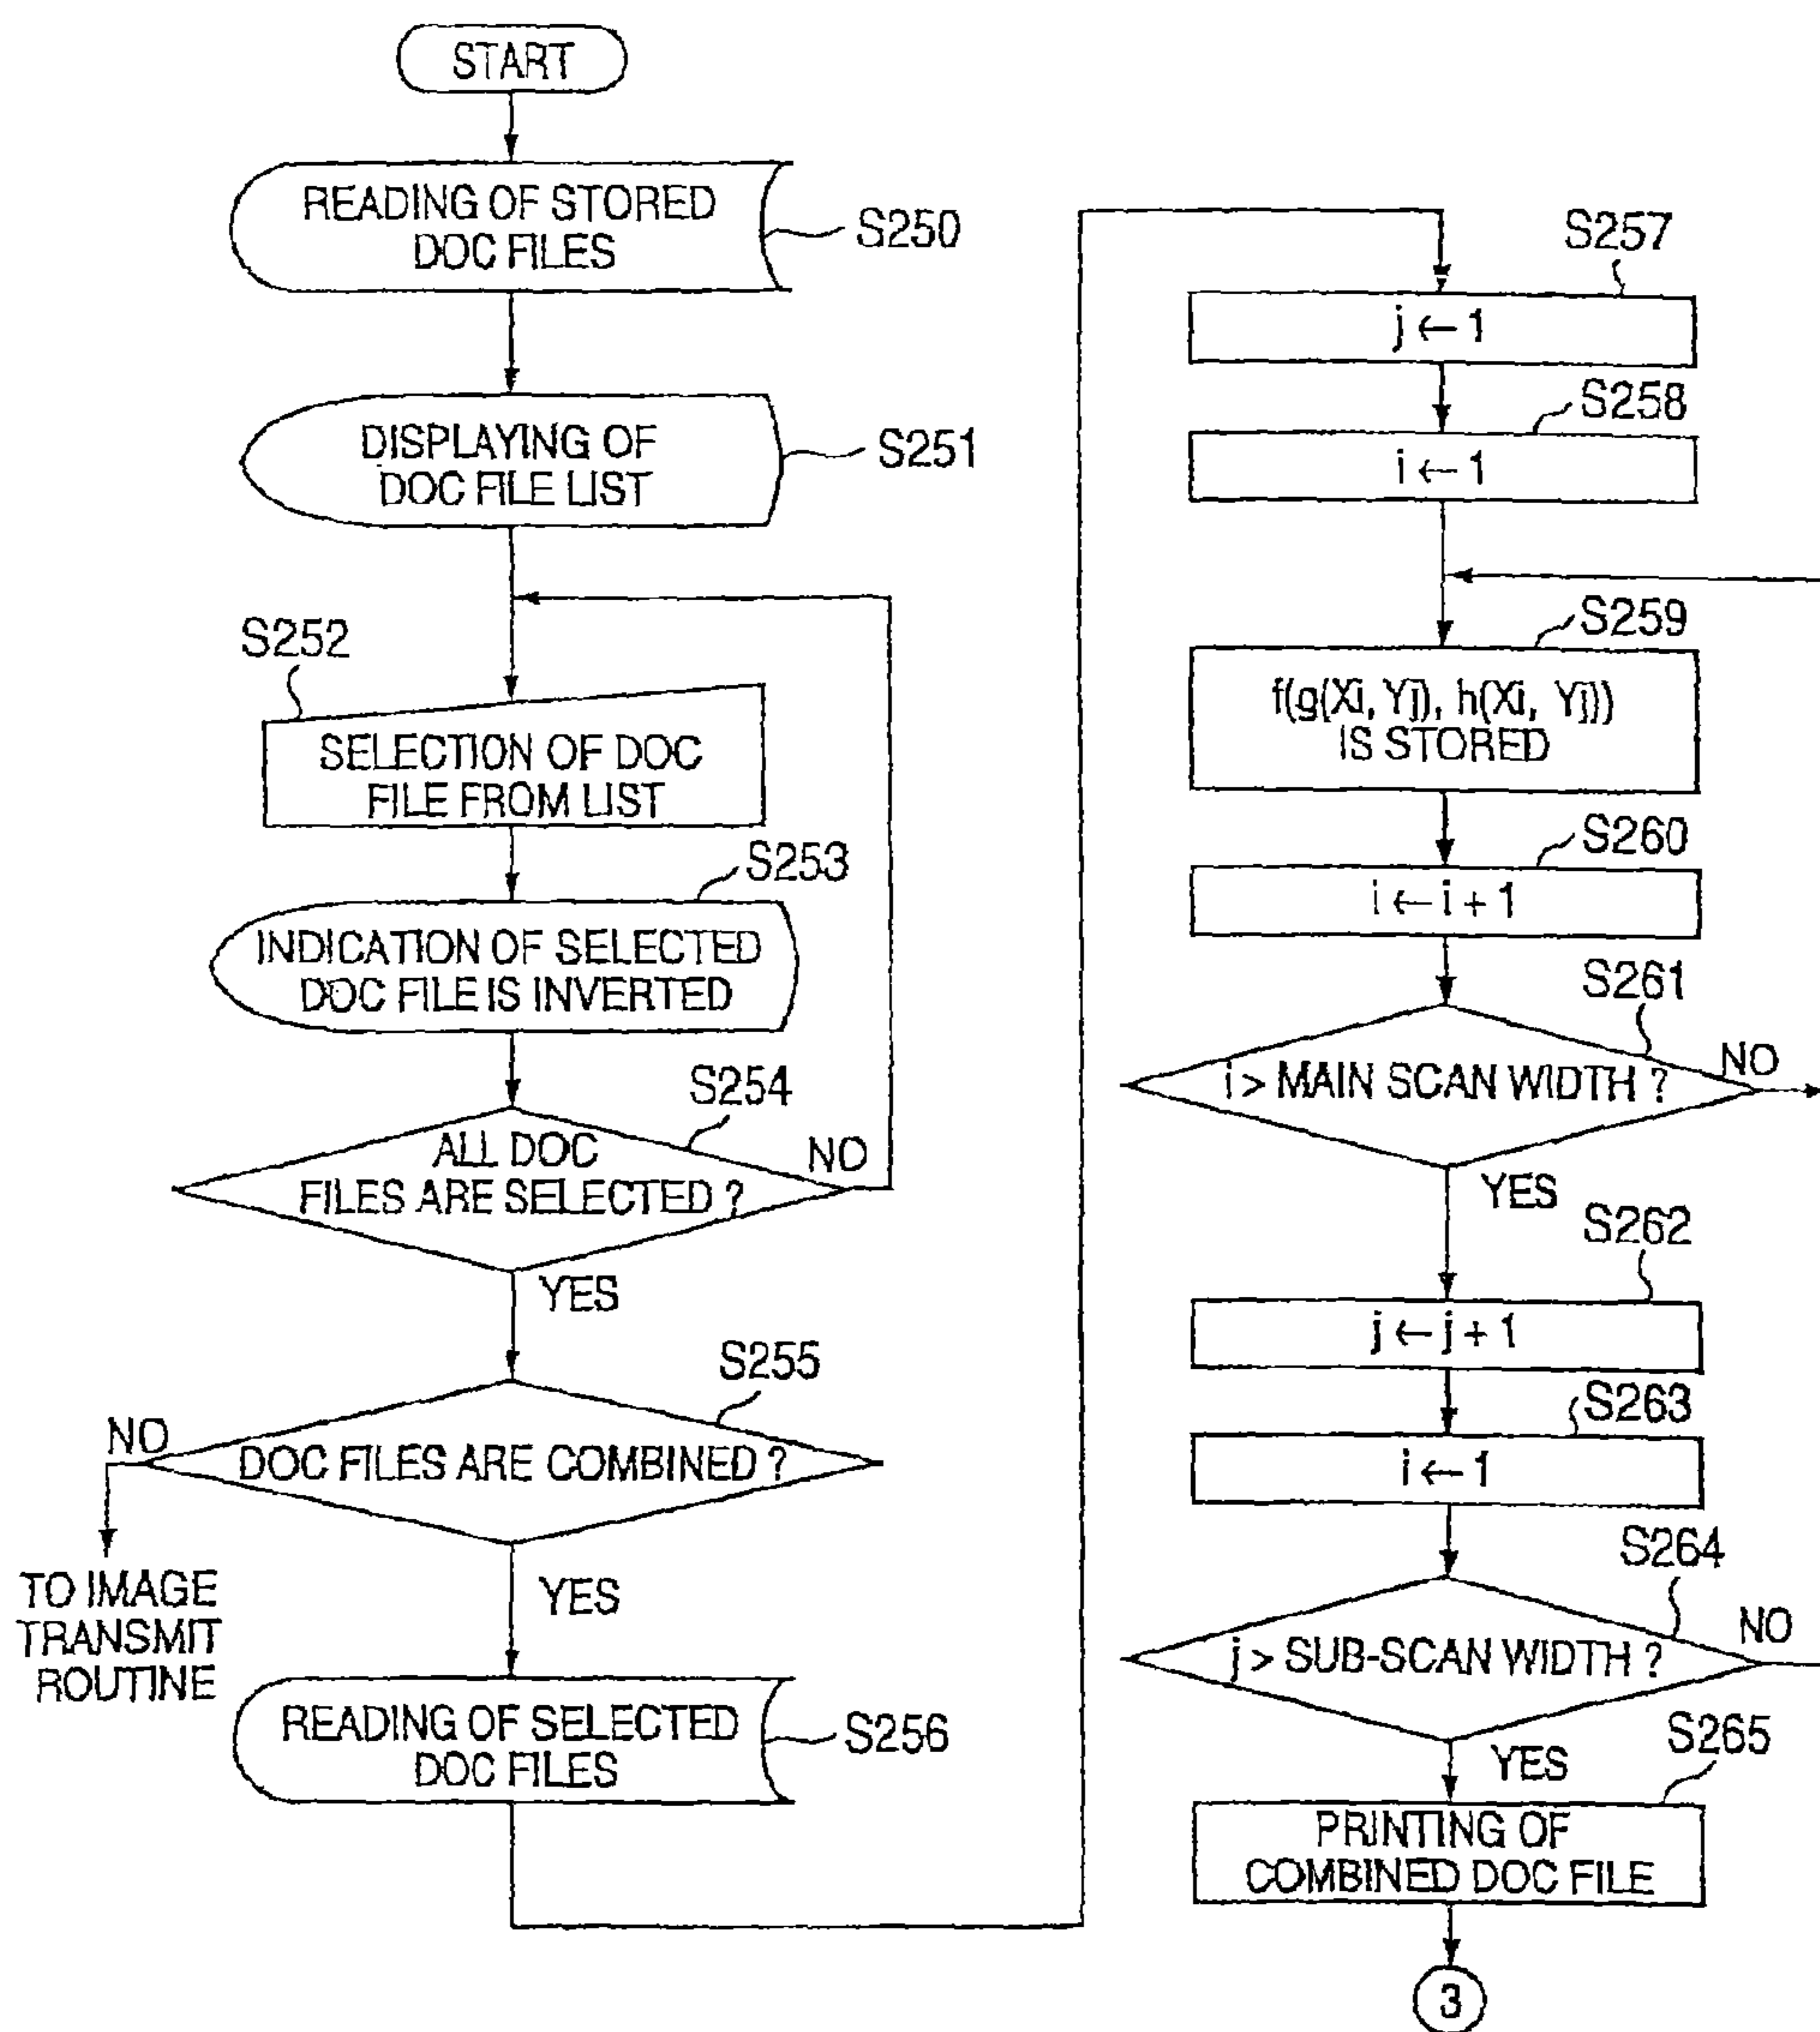 START
READING OF STORED
DOC FILES
S250
DISPLAYING OF
DOC FILE LIST
S251
S252
SELECTION OF DOC
FILE FROM LIST
S253
INDICATION OF SELECTED
DOC FILE IS INVERTED
S254
ALL DOC
FILES ARE SELECTED ?
NO
YES
S255
DOC FILES ARE COMBINED ?
NO
TO IMAGE
TRANSMIT
ROUTINE
YES
READING OF SELECTED
DOC FILES
S256
S257
j ← 1
S258
i ← 1
S259
f(g(Xi, Yj), h(Xi, Yj))
IS STORED
S260
i ← i + 1
S261
i > MAIN SCAN WIDTH ?
NO
YES
S262
j ← j + 1
S263
i ← 1
S264
j > SUB-SCAN WIDTH ?
NO
YES
S265
PRINTING OF
COMBINED DOC FILE
3